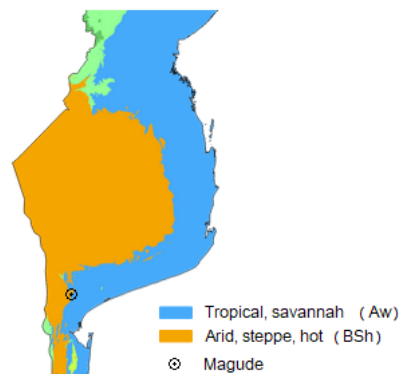 Tropical, savannah ( Aw)
Arid, steppe, hot ( BSh)
Magude